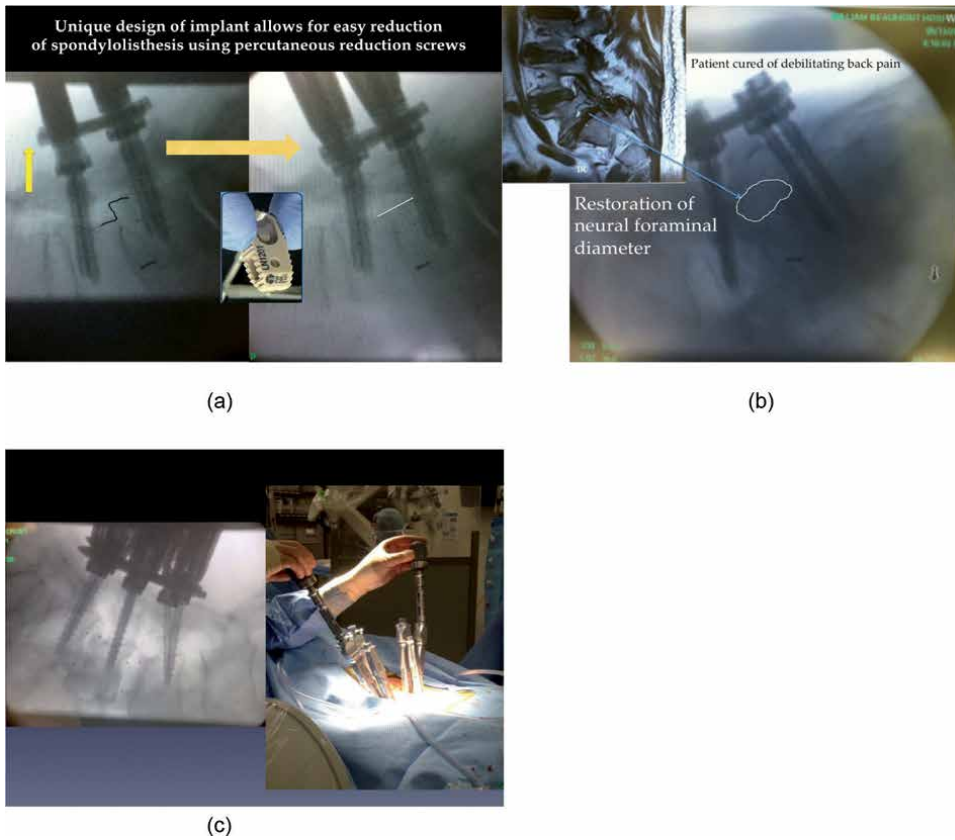 Unique design of implant allows for easy reduction
of spondylolisthesis using percutaneous reduction screws
LN1201
(a)
Patient cured of debilitating back pain
Restoration of
neural foraminal
diameter
(b)
(c)